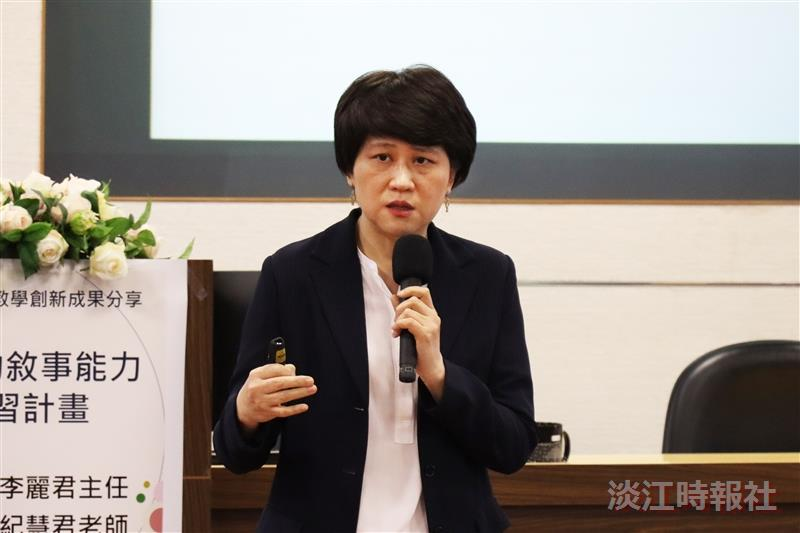 教學創新成果分享
敘事能力
習計畫
李麗君主任
紀慧君老師
淡江時報社